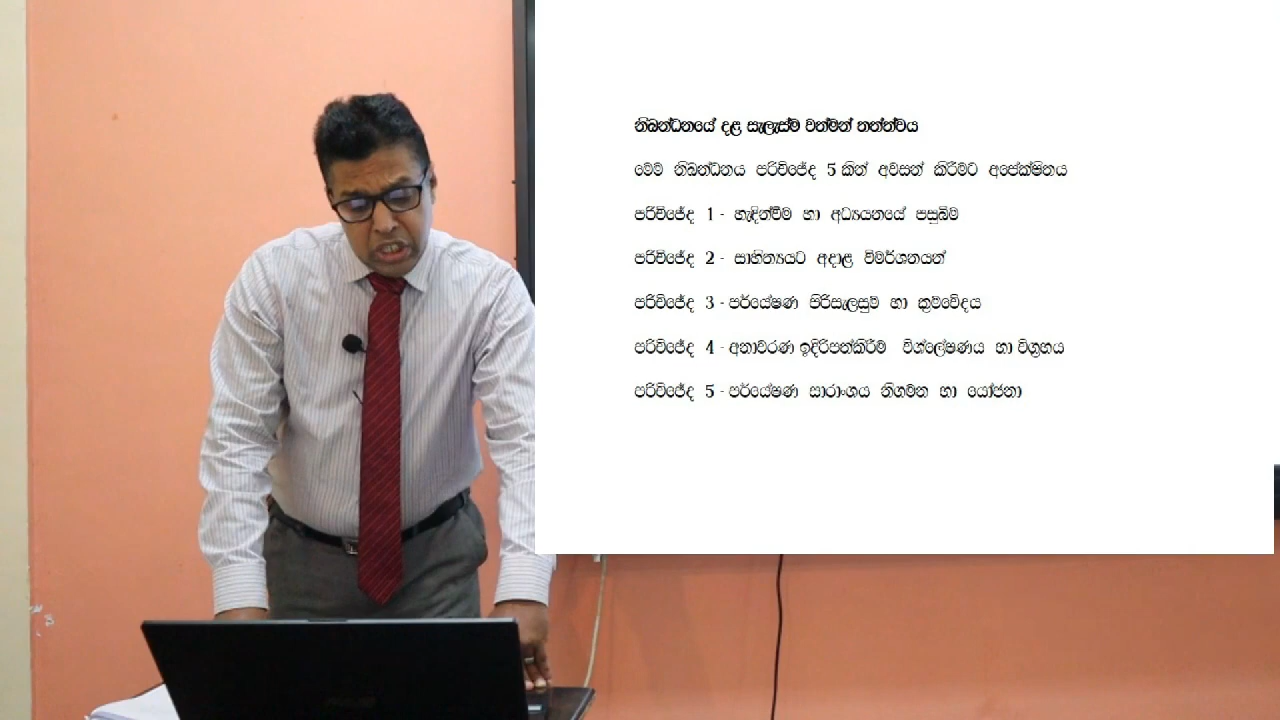 නිබන්ධනයේ දළ සැලැස්ම වත්මන් තත්ත්වය
මෙම නිබන්ධනය පරිච්ඡේද 5 කින් අවසන් කිරීමට අපේක්ෂිතය
පරිච්ඡේද 1 - හැඳින්වීම හා අධ්‍යයනයේ පසුබිම
පරිච්ඡේද 2 - සාහිත්‍යයට අදාළ විමර්ශනයන්
පරිච්ඡේද 3 - පර්යේෂණ පිරිසැලසුම හා ක්‍රමවේදය
පරිච්ඡේද 4 - අනාවරණ ඉදිරිපත්කිරීම විශ්ලේෂණය හා විග්‍රහය
පරිච්ඡේද 5 - පර්යේෂණ සාරාංශය නිගමන හා යෝජනා